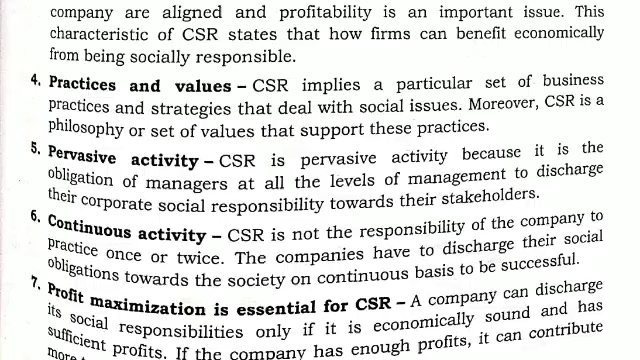 company are aligned and profitability is an important issue. This
characteristic of CSR states that how firms can benefit economically
from being socially responsible.
4. Practices and values – CSR implies a particular set of business
practices and strategies that deal with social issues. Moreover, CSR is a
philosophy or set of values that support these practices.
5. Pervasive activity – CSR is pervasive activity because it is the
obligation of managers at all the levels of management to discharge
their corporate social responsibility towards their stakeholders.
6. Continuous activity – CSR is not the responsibility of the company to
practice once or twice. The companies have to discharge their social
obligations towards the society on continuous basis to be successful.
7. Profit maximization is essential for CSR – A company can discharge
its social responsibilities only if it is economically sound and has
sufficient profits. If the company has enough profits, it can contribute
more